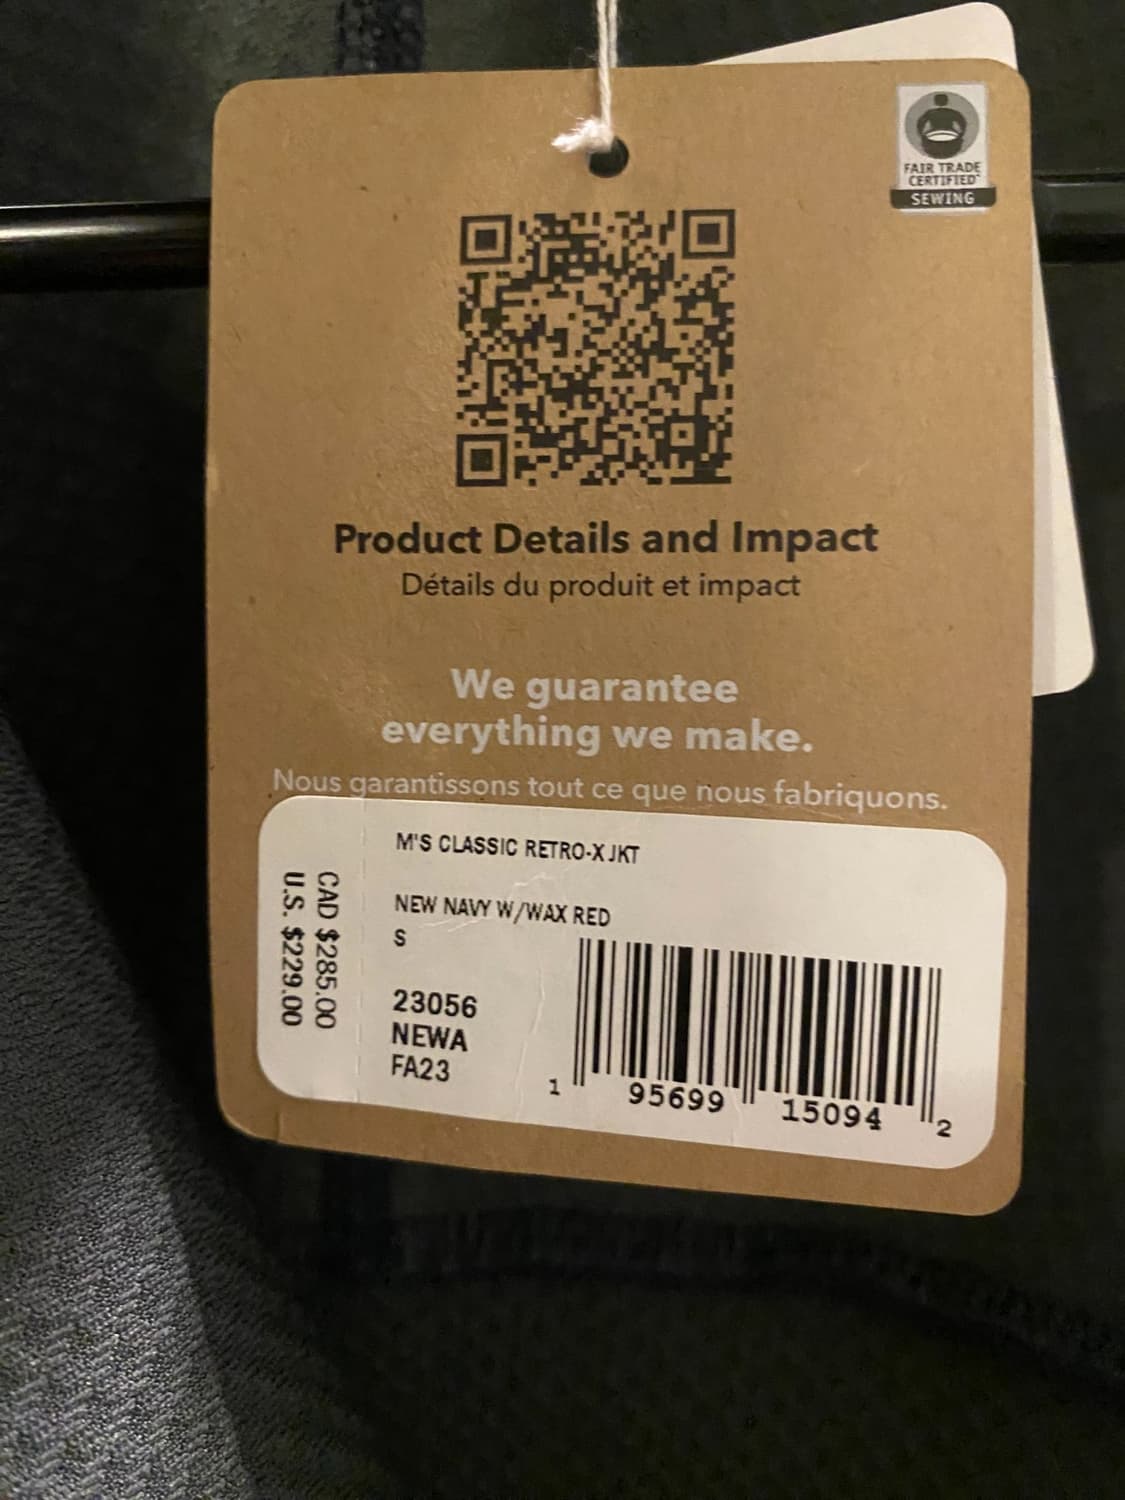 FAIR TRADE
CERTIFIED
SEWING
Product Details and Impact
Détails du produit et impact
We guarantee
everything we make.
Nous garantissons tout ce que nous fabriquons.
M'S CLASSIC RETRO-X JKT
NEW NAVY W/WAX RED
S
23056
NEWA
FA23
CAD $285.00
U.S. $229.00
1 95699 15094 2